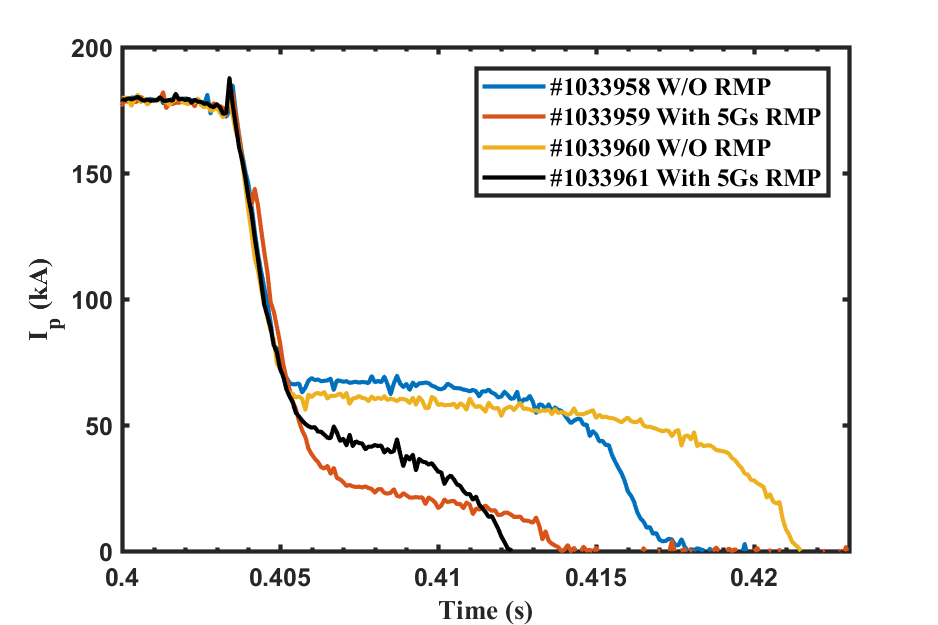 200
150
100
50
0
I_p (kA)
#1033958 W/O RMP
#1033959 With 5Gs RMP
#1033960 W/O RMP
#1033961 With 5Gs RMP
0.4 0.405 0.41 0.415 0.42
Time (s)